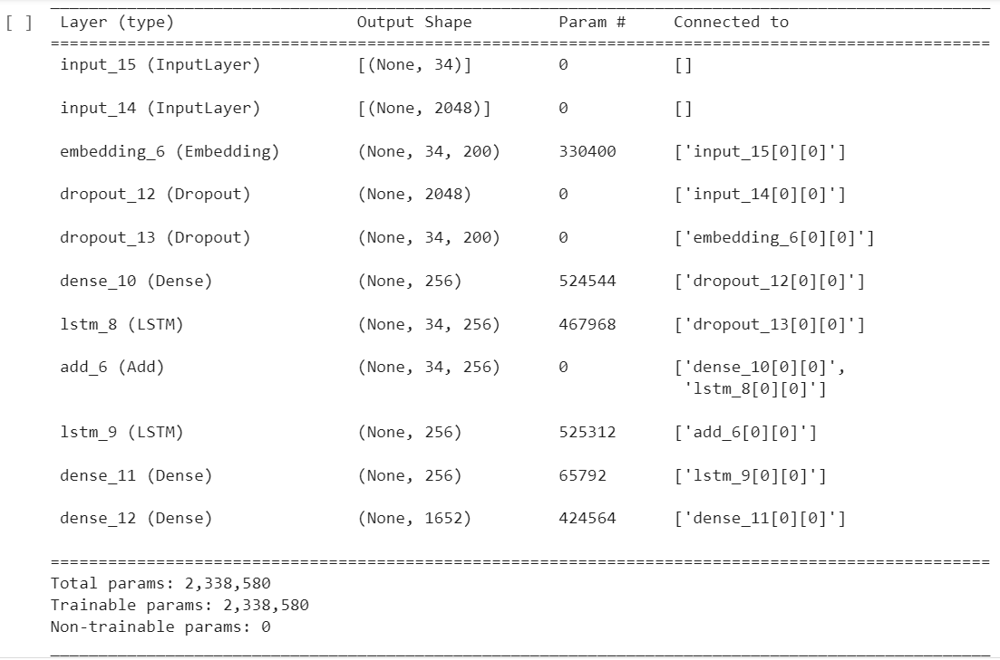 [ ] Layer (type) Output Shape Param # Connected to
input_15 (InputLayer) [(None, 34)] 0 []
input_14 (InputLayer) [(None, 2048)] 0 []
embedding_6 (Embedding) (None, 34, 200) 330400 ['input_15[0][0]']
dropout_12 (Dropout) (None, 2048) 0 ['input_14[0][0]']
dropout_13 (Dropout) (None, 34, 200) 0 ['embedding_6[0][0]']
dense_10 (Dense) (None, 256) 524544 ['dropout_12[0][0]']
lstm_8 (LSTM) (None, 34, 256) 467968 ['dropout_13[0][0]']
add_6 (Add) (None, 34, 256) 0 ['dense_10[0][0]',
'lstm_8[0][0]']
lstm_9 (LSTM) (None, 256) 525312 ['add_6[0][0]']
dense_11 (Dense) (None, 256) 65792 ['lstm_9[0][0]']
dense_12 (Dense) (None, 1652) 424564 ['dense_11[0][0]']
Total params: 2,338,580
Trainable params: 2,338,580
Non-trainable params: 0